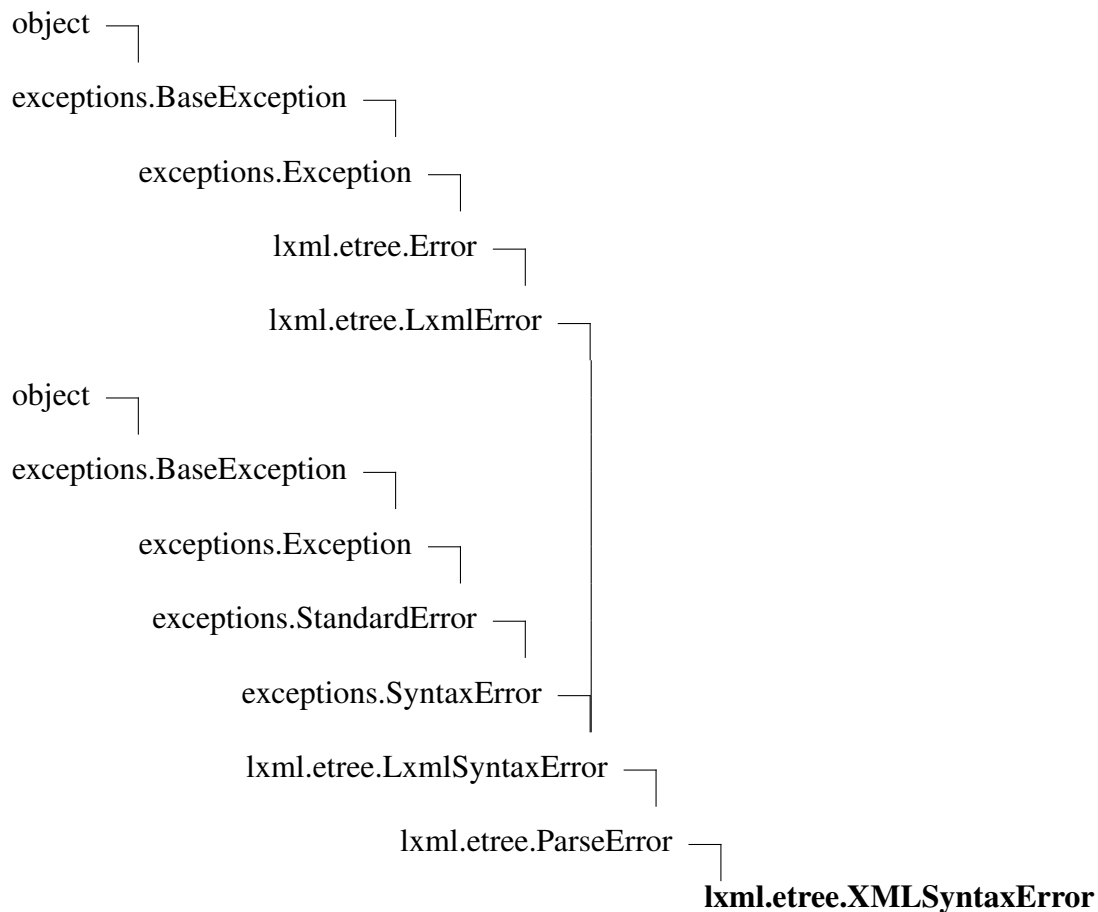 object
exceptions.BaseException
exceptions.Exception
lxml.etree.Error
lxml.etree.LxmlError
object
exceptions.BaseException
exceptions.Exception
exceptions.StandardError
exceptions.SyntaxError
lxml.etree.LxmlSyntaxError
lxml.etree.ParseError
lxml.etree.XMLSyntaxError